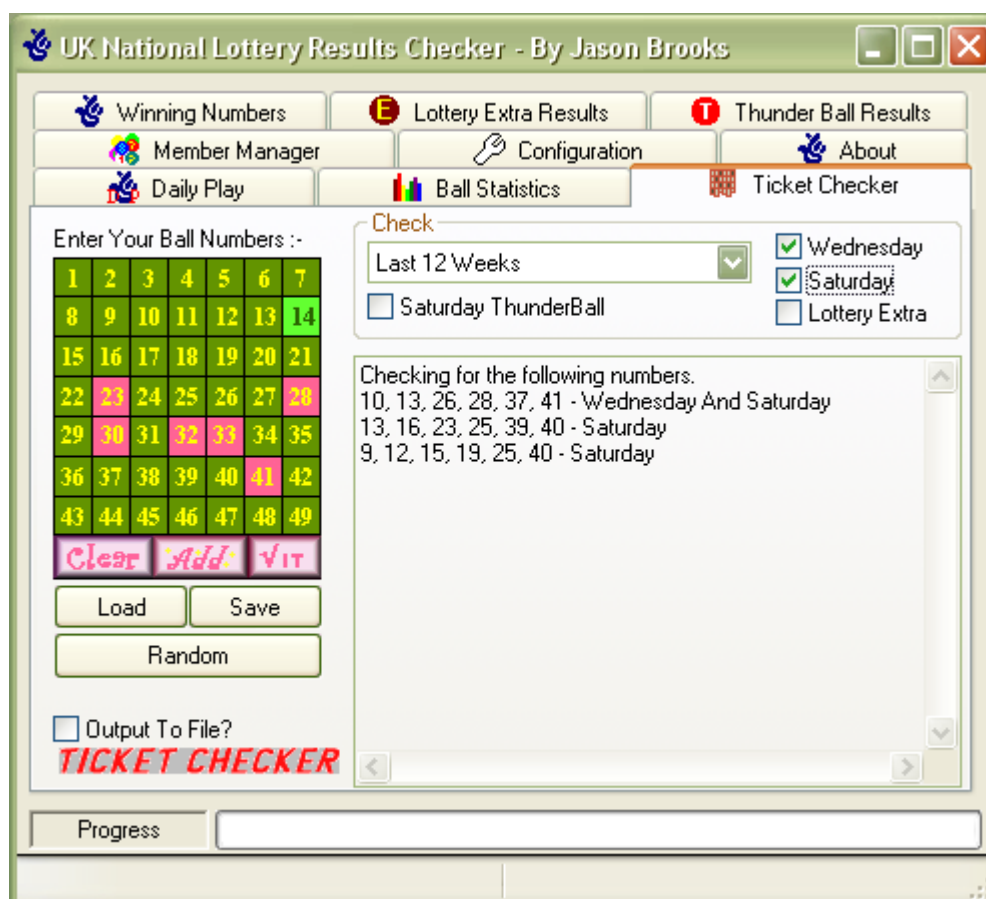 UK National Lottery Results Checker - By Jason Brooks
Winning Numbers
E Lottery Extra Results
T Thunder Ball Results
Member Manager
Configuration
About
Daily Play
Ball Statistics
Ticket Checker
Enter Your Ball Numbers :-
1 2 3 4 5 6 7
8 9 10 11 12 13 14
15 16 17 18 19 20 21
22 23 24 25 26 27 28
29 30 31 32 33 34 35
36 37 38 39 40 41 42
43 44 45 46 47 48 49
Clear Add √IT
Load Save
Random
Output To File?
TICKET CHECKER
Check
Last 12 Weeks
Saturday ThunderBall
Wednesday
Saturday
Lottery Extra
Checking for the following numbers.
10, 13, 26, 28, 37, 41 - Wednesday And Saturday
13, 16, 23, 25, 39, 40 - Saturday
9, 12, 15, 19, 25, 40 - Saturday
Progress